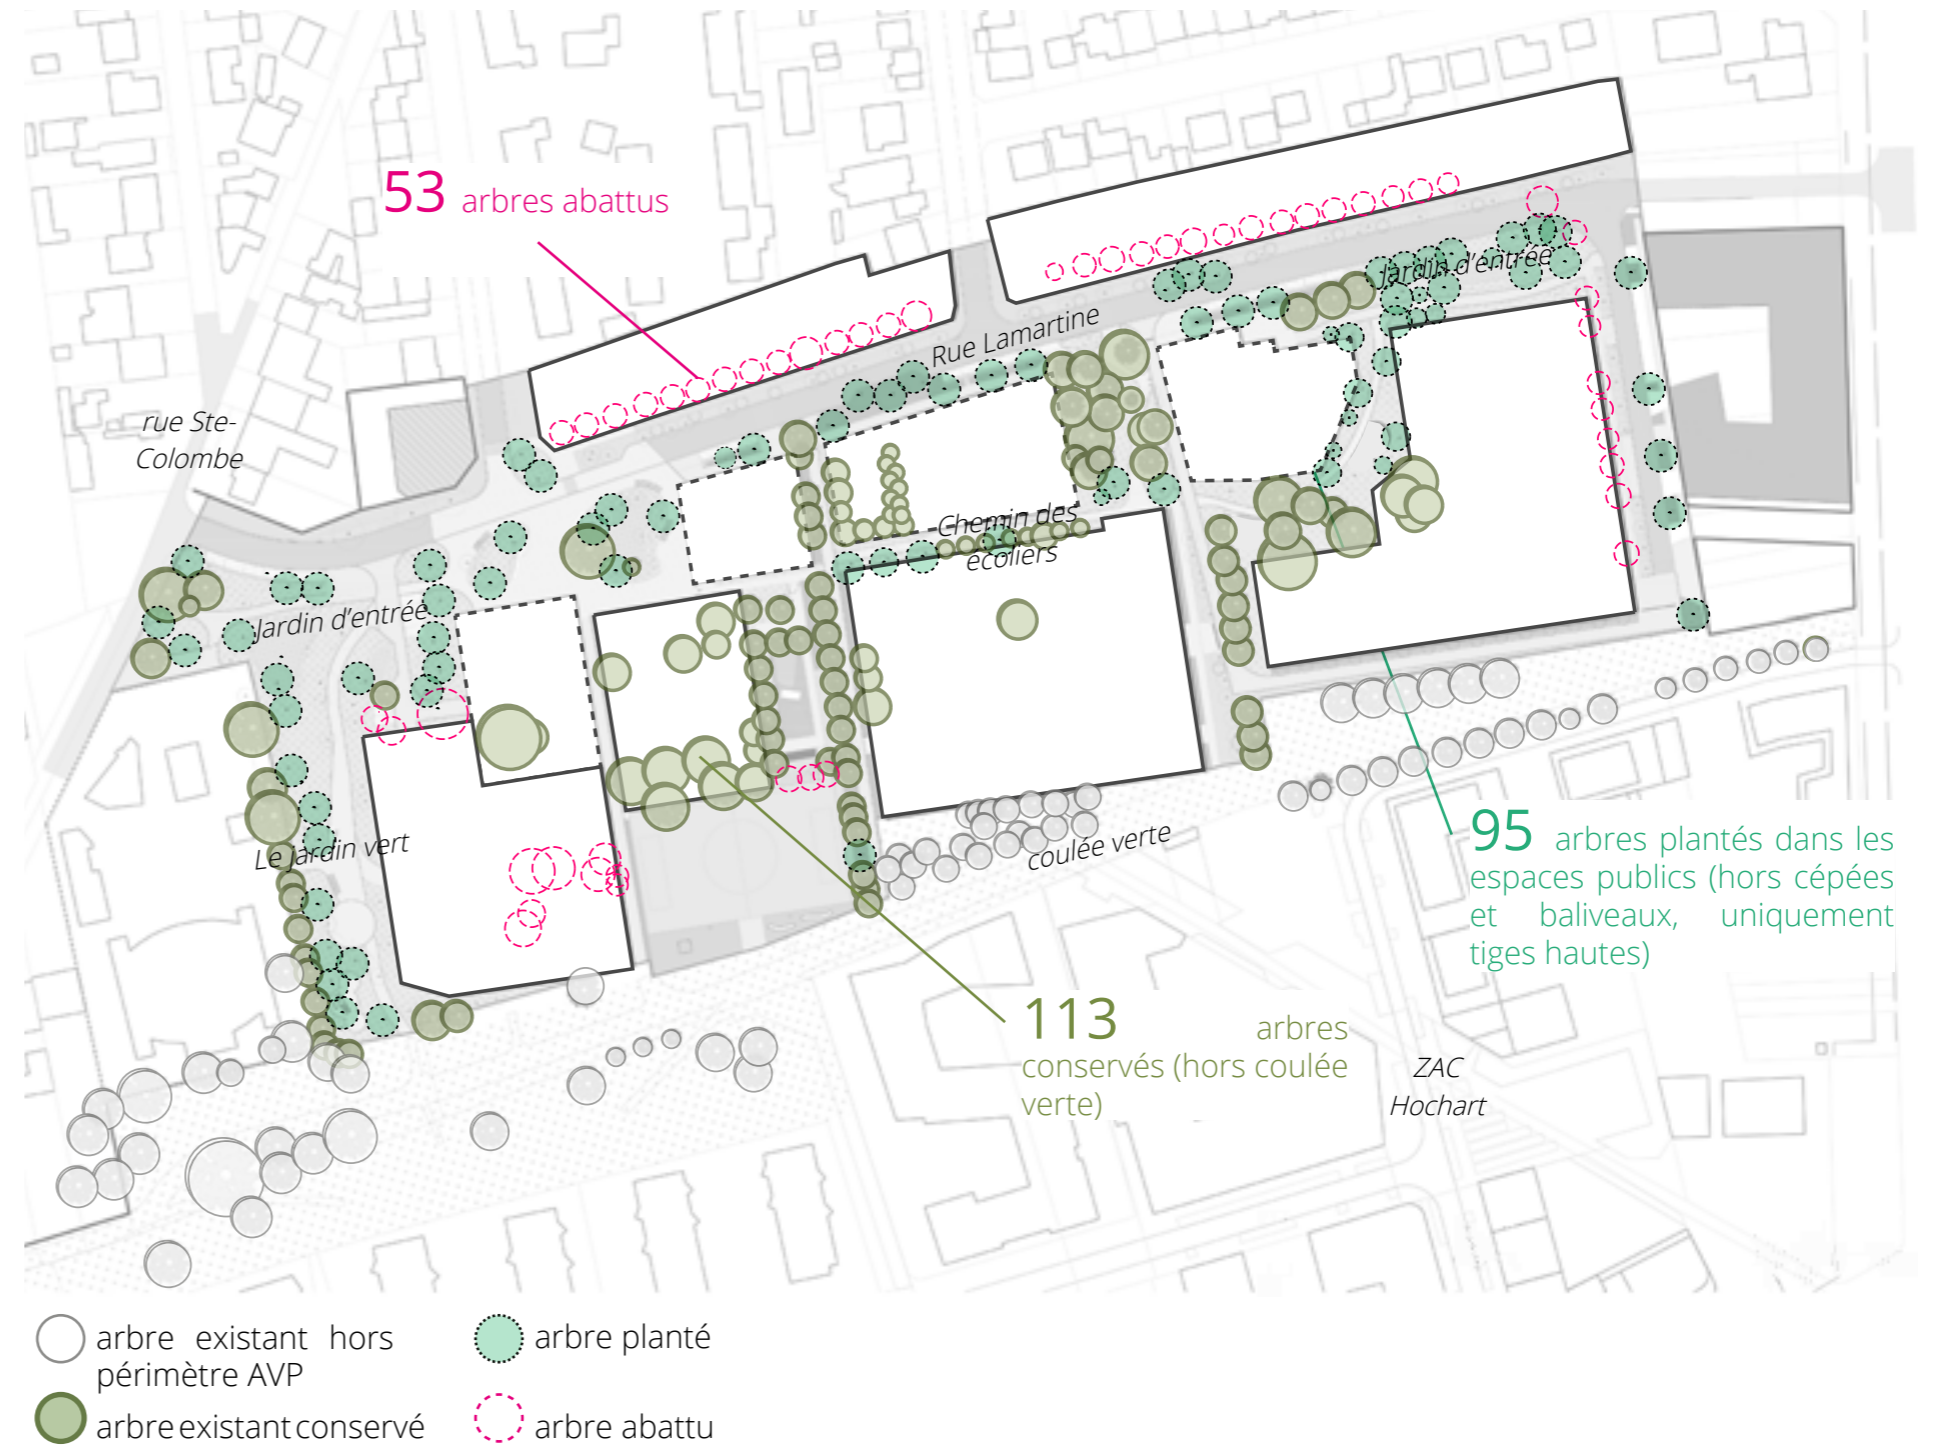 53 arbres abattus
Jardin d'entrée
Rue Lamartine
rue Ste-
Colombe
Chemin des
écoliers
Jardin d'entrée
Le jardin vert
coulée verte
95 arbres plantés dans les
espaces publics (hors cépées
et baliveaux, uniquement
tiges hautes)
113 arbres
conservés (hors coulée
verte)
ZAC
Hochart
arbre existant hors
périmètre AVP
arbre planté
arbre existant conservé
arbre abattu